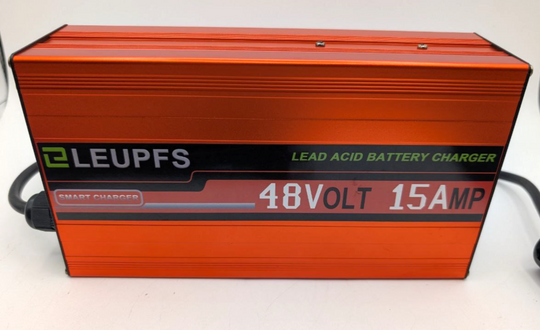 LEUPFS
LEAD ACID BATTERY CHARGER
SMART CHARGER
48VOLT 15AMP